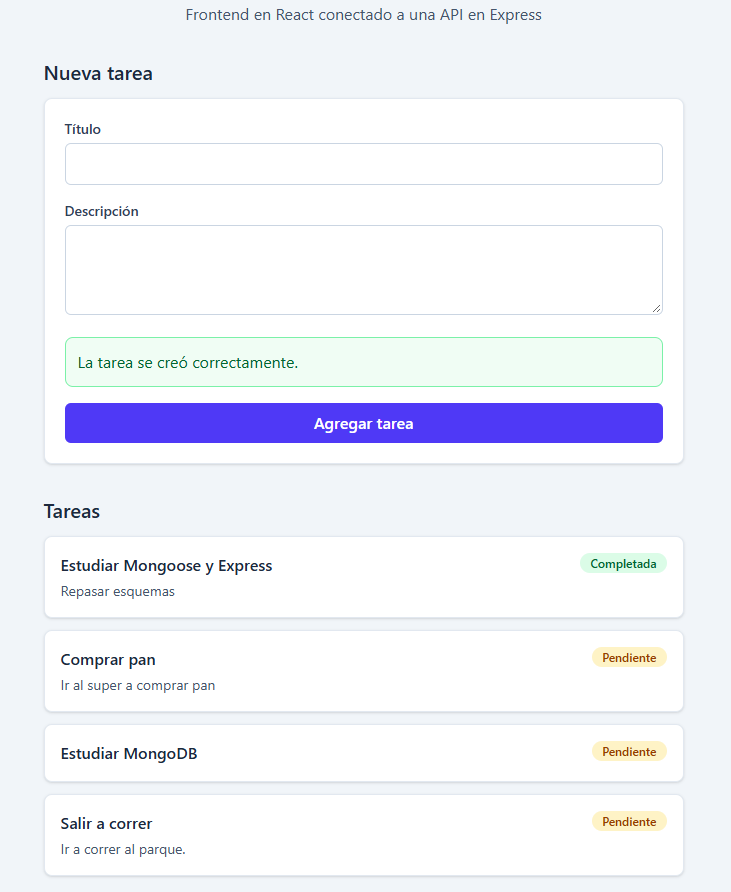 Frontend en React conectado a una API en Express
Nueva tarea
Título
Descripción
La tarea se creó correctamente.
Agregar tarea
Tareas
Estudiar Mongoose y Express
Completada
Repasar esquemas
Comprar pan
Pendiente
Ir al super a comprar pan
Estudiar MongoDB
Pendiente
Salir a correr
Pendiente
Ir a correr al parque.